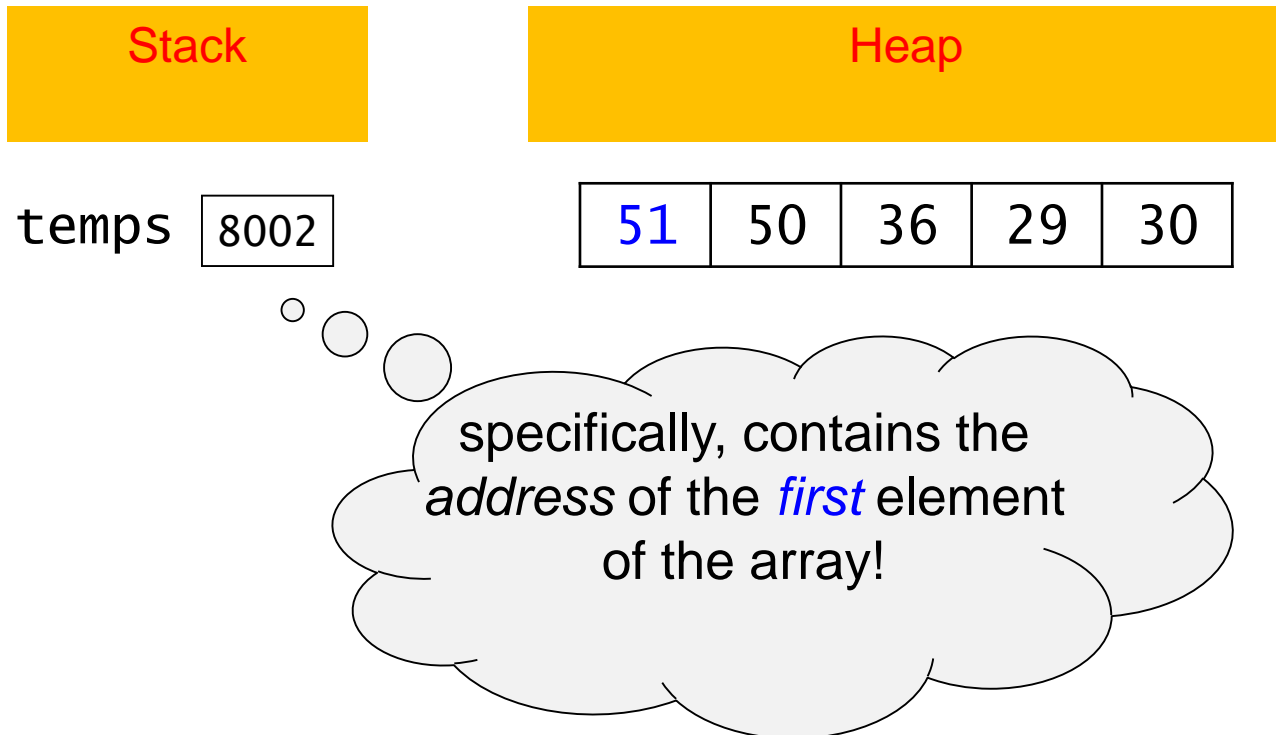 Stack
Heap
temps 8002
51 50 36 29 30
specifically, contains the
address of the first element
of the array!